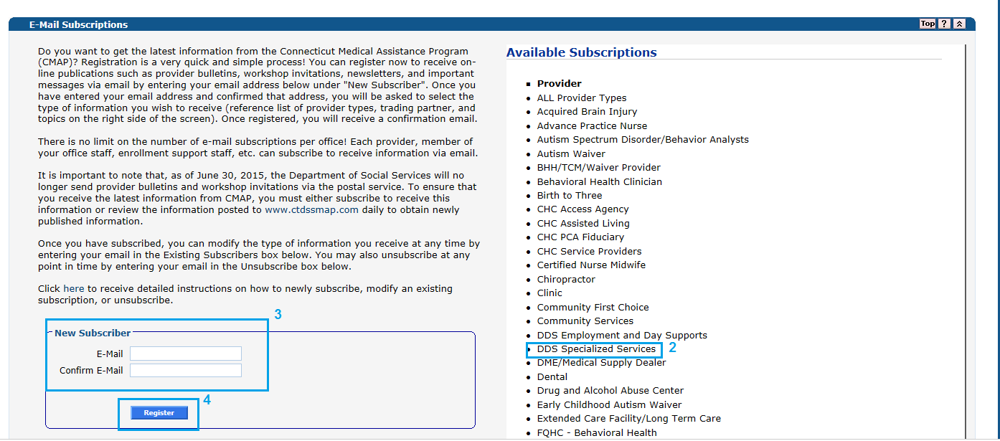 E-Mail Subscriptions
Top ?
Do you want to get the latest information from the Connecticut Medical Assistance Program
(CMAP)? Registration is a very quick and simple process! You can register now to receive on-
line publications such as provider bulletins, workshop invitations, newsletters, and important
messages via email by entering your email address below under "New Subscriber". Once you
have entered your email address and confirmed that address, you will be asked to select the
type of information you wish to receive (reference list of provider types, trading partner, and
topics on the right side of the screen). Once registered, you will receive a confirmation email.
There is no limit on the number of e-mail subscriptions per office! Each provider, member of
your office staff, enrollment support staff, etc. can subscribe to receive information via email.
It is important to note that, as of June 30, 2015, the Department of Social Services will no
longer send provider bulletins and workshop invitations via the postal service. To ensure that
you receive the latest information from CMAP, you must either subscribe to receive this
information or review the information posted to www.ctdssmap.com daily to obtain newly
published information.
Once you have subscribed, you can modify the type of information you receive at any time by
entering your email in the Existing Subscribers box below. You may also unsubscribe at any
point in time by entering your email in the Unsubscribe box below.
Click here to receive detailed instructions on how to newly subscribe, modify an existing
subscription, or unsubscribe.
3
New Subscriber
E-Mail
Confirm E-Mail
4
Register
Available Subscriptions
Provider
ALL Provider Types
Acquired Brain Injury
Advance Practice Nurse
Autism Spectrum Disorder/Behavior Analysts
Autism Waiver
BHH/TCM/Waiver Provider
Behavioral Health Clinician
Birth to Three
CHC Access Agency
CHC Assisted Living
CHC PCA Fiduciary
CHC Service Providers
Certified Nurse Midwife
Chiropractor
Clinic
Community First Choice
Community Services
DDS Employment and Day Supports
DDS Specialized Services 2
DME/Medical Supply Dealer
Dental
Drug and Alcohol Abuse Center
Early Childhood Autism Waiver
Extended Care Facility/Long Term Care
FQHC - Behavioral Health